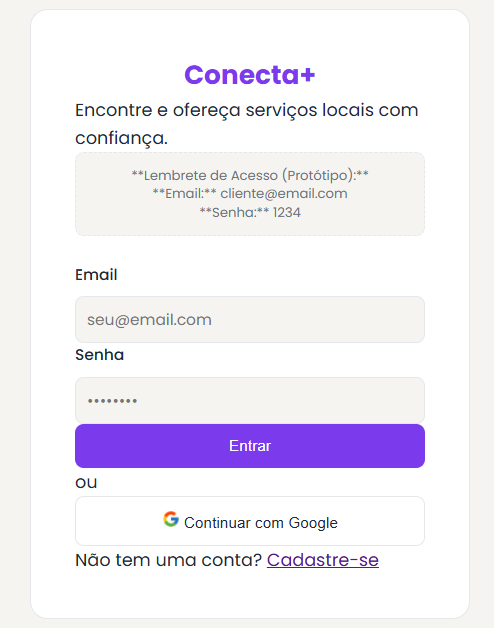 Conecta+
Encontre e ofereça serviços locais com
confiança.
**Lembrete de Acesso (Protótipo):**
**Email:** cliente@email.com
**Senha:** 1234
Email
seu@email.com
Senha
••••••••
Entrar
ou
Continuar com Google
Não tem uma conta? Cadastre-se